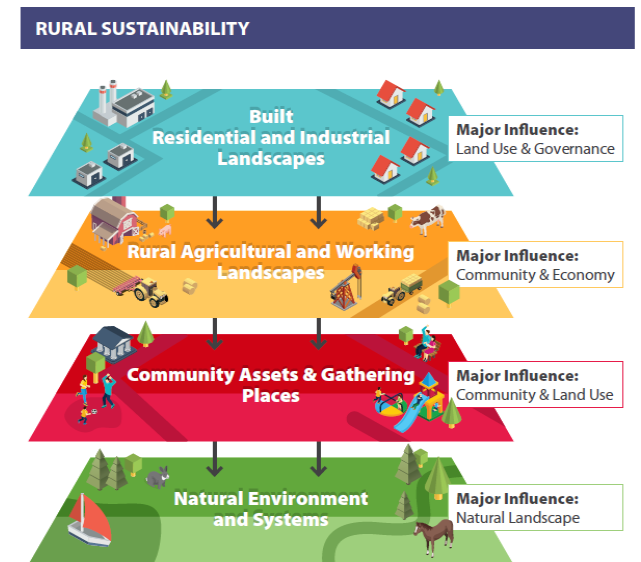 RURAL SUSTAINABILITY
Built
Residential and Industrial
Landscapes
Major Influence:
Land Use & Governance
Rural Agricultural and Working
Landscapes
Major Influence:
Community & Economy
Community Assets & Gathering
Places
Major Influence:
Community & Land Use
Natural Environment
and Systems
Major Influence:
Natural Landscape